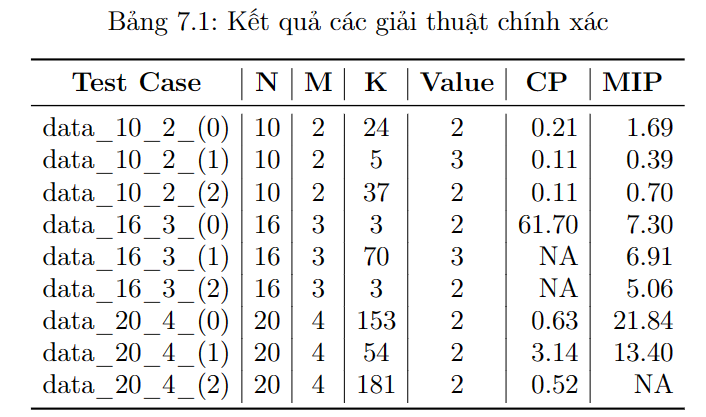 Bảng 7.1: Kết quả các giải thuật chính xác
Test Case N M K Value CP MIP
data_10_2_(0) 10 2 24 2 0.21 1.69
data_10_2_(1) 10 2 5 3 0.11 0.39
data_10_2_(2) 10 2 37 2 0.11 0.70
data_16_3_(0) 16 3 3 2 61.70 7.30
data_16_3_(1) 16 3 70 3 NA 6.91
data_16_3_(2) 16 3 3 2 NA 5.06
data_20_4_(0) 20 4 153 2 0.63 21.84
data_20_4_(1) 20 4 54 2 3.14 13.40
data_20_4_(2) 20 4 181 2 0.52 NA